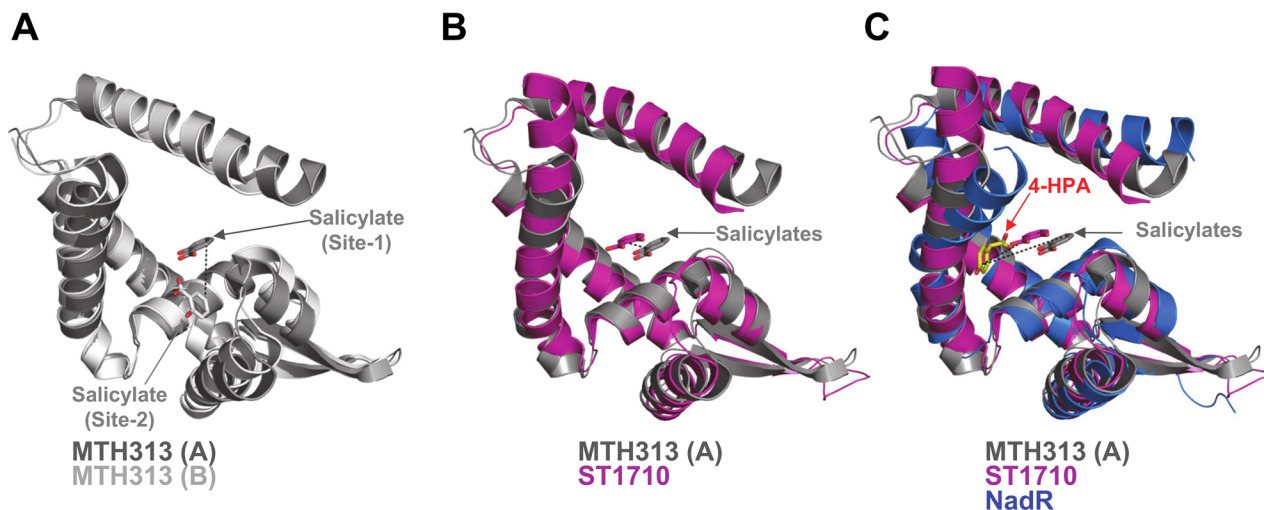 A
B
C
Salicylate
(Site-1)
Salicylate
(Site-2)
MTH313 (A)
MTH313 (B)
Salicylates
MTH313 (A)
ST1710
4-HPA
Salicylates
MTH313 (A)
ST1710
NadR